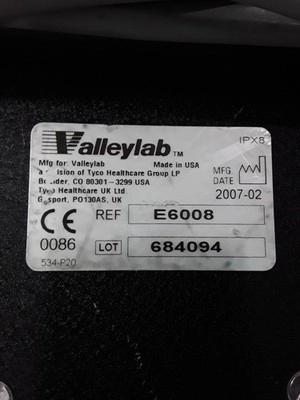 Valleylab™
IPX8
Mfg for: Valleylab
Made in USA
a division of Tyco Healthcare Group LP
Boulder, CO 80301-3299 USA
Tyco Healthcare UK Ltd
Gosport, PO130AS, UK
MFG.
DATE
2007-02
CE
0086
REF E6008
LOT 684094
534-P20